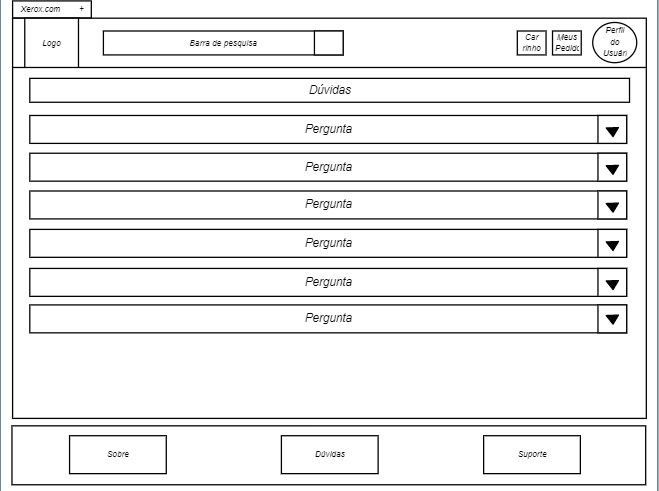 Xerox.com +
Logo
Barra de pesquisa
Car
rinho
Meus
Pedidc
Perfil
do
Usuári
Dúvidas
Pergunta
Pergunta
Pergunta
Pergunta
Pergunta
Pergunta
Sobre
Dúvidas
Suporte